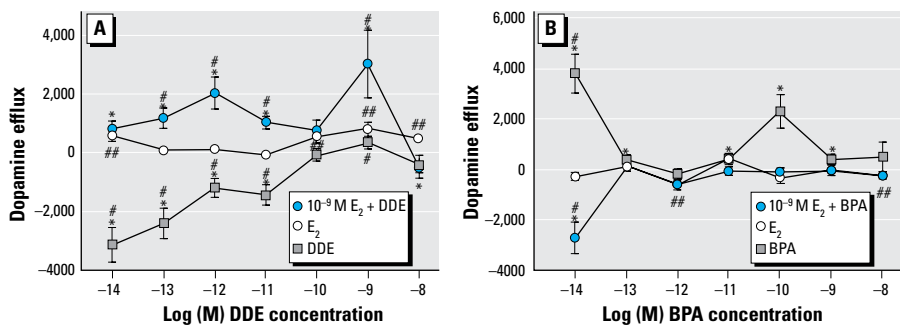 A
Dopamine efflux
4,000
2,000
0
−2,000
−4000
# * # * # * # * # * ## ## ## ## # *
# * # * # * # *
10⁻⁹ M E₂ + DDE
E₂
DDE
−14 −13 −12 −11 −10 −9 −8
Log (M) DDE concentration
B
Dopamine efflux
6,000
4,000
2,000
0
−2,000
−4000
# * * * * * ## ##
# *
10⁻⁹ M E₂ + BPA
E₂
BPA
−14 −13 −12 −11 −10 −9 −8
Log (M) BPA concentration